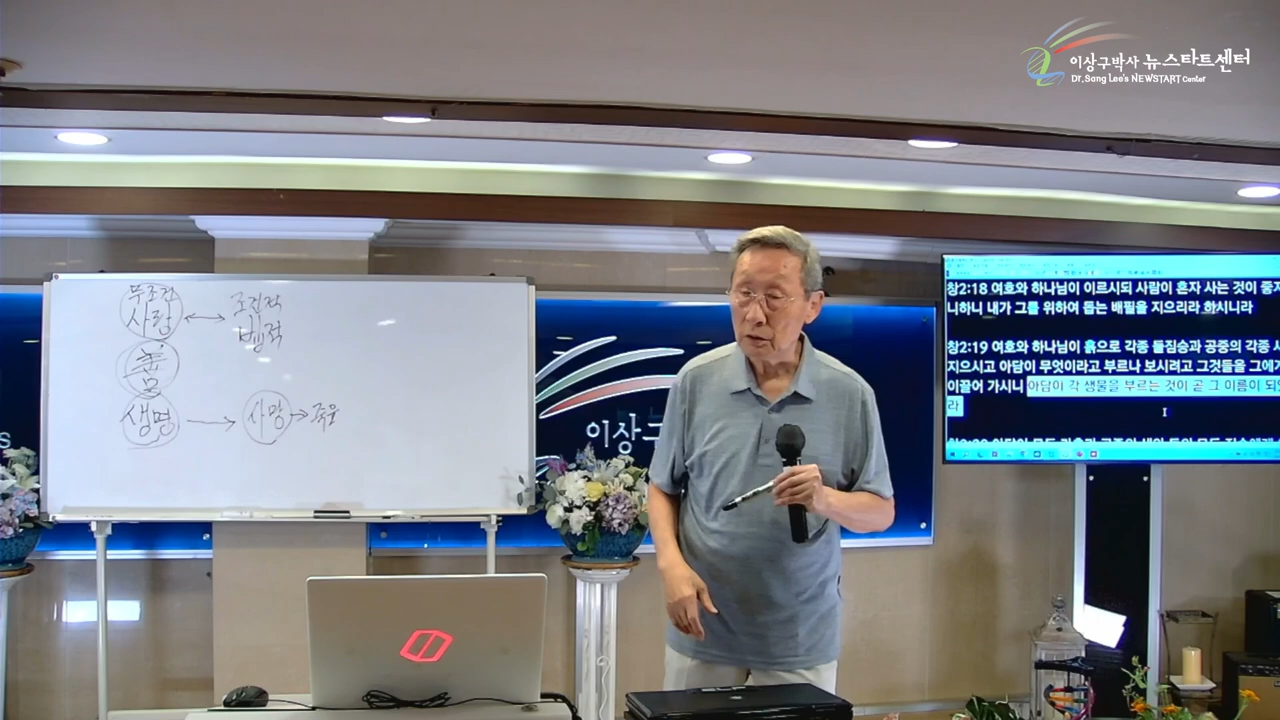 이상구박사 뉴스타트센터
Dr. Sang Lee's NEWSTART Center
무조건
사랑
조건적
생명
사망
죽음
이상구
창2:18 여호와 하나님이 이르시되 사람이 혼자 사는 것이
니하니 내가 그를 위하여 돕는 배필을 지으리라 하시니라
창2:19 여호와 하나님이 흙으로 각종 들짐승과 공중의 각종
지으시고 아담이 무엇이라고 부르나 보시려고 그것들을 그에게
이끌어 가시니 아담이 각 생물을 부르는 것이 곧 그 이름이
라